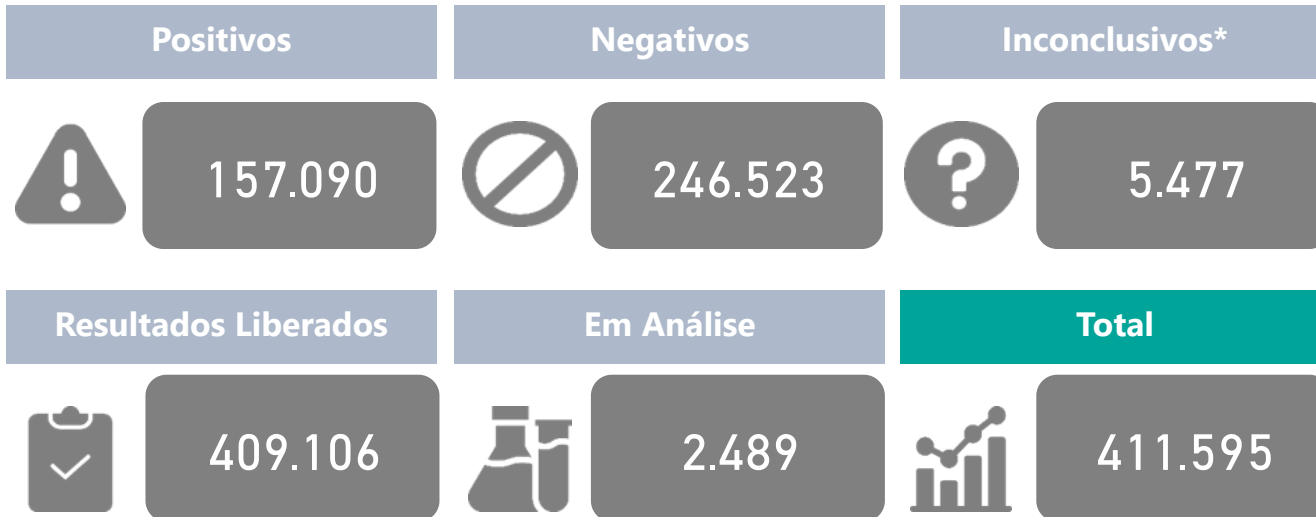 Positivos
Negativos
Inconclusivos*
157.090
246.523
5.477
Resultados Liberados
Em Análise
Total
409.106
2.489
411.595